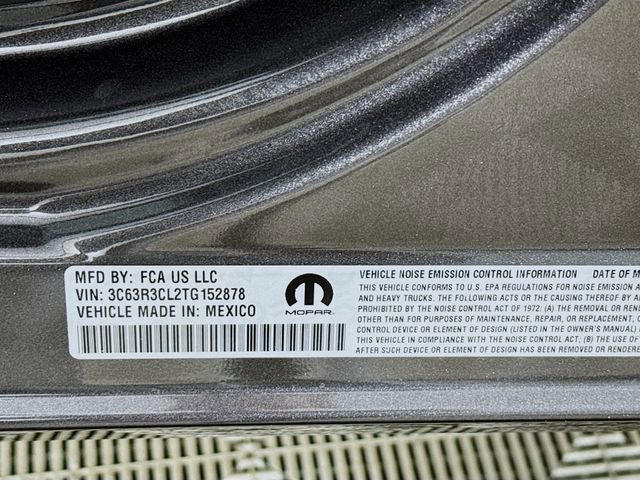 MFD BY: FCA US LLC
VIN: 3C63R3CL2TG152878
VEHICLE MADE IN: MEXICO
MOPAR
VEHICLE NOISE EMISSION CONTROL INFORMATION DATE OF M
THIS VEHICLE CONFORMS TO U.S. EPA REGULATIONS FOR NOISE EMISSION
AND HEAVY TRUCKS. THE FOLLOWING ACTS OR THE CAUSING THEREOF BY
PROHIBITED BY THE NOISE CONTROL ACT OF 1972: (A) THE REMOVAL OR
OTHER THAN FOR PURPOSES OF MAINTENANCE, REPAIR, OR REPLACEMENT,
CONTROL DEVICE OR ELEMENT OF DESIGN (LISTED IN THE OWNER'S MANUAL)
THIS VEHICLE IN COMPLIANCE WITH THE NOISE CONTROL ACT; (B) THE USE OF
AFTER SUCH DEVICE OR ELEMENT OF DESIGN HAS BEEN REMOVED OR RENDERE